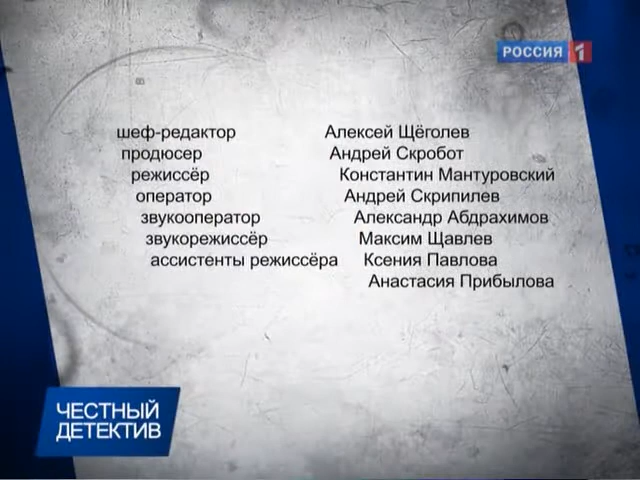 РОССИЯ 1
шеф-редактор Алексей Щёголев
продюсер Андрей Скробот
режиссёр Константин Мантуровский
оператор Андрей Скрипилев
звукооператор Александр Абдрахимов
звукорежиссёр Максим Щавлев
ассистенты режиссёра Ксения Павлова
Анастасия Прибылова
ЧЕСТНЫЙ
ДЕТЕКТИВ